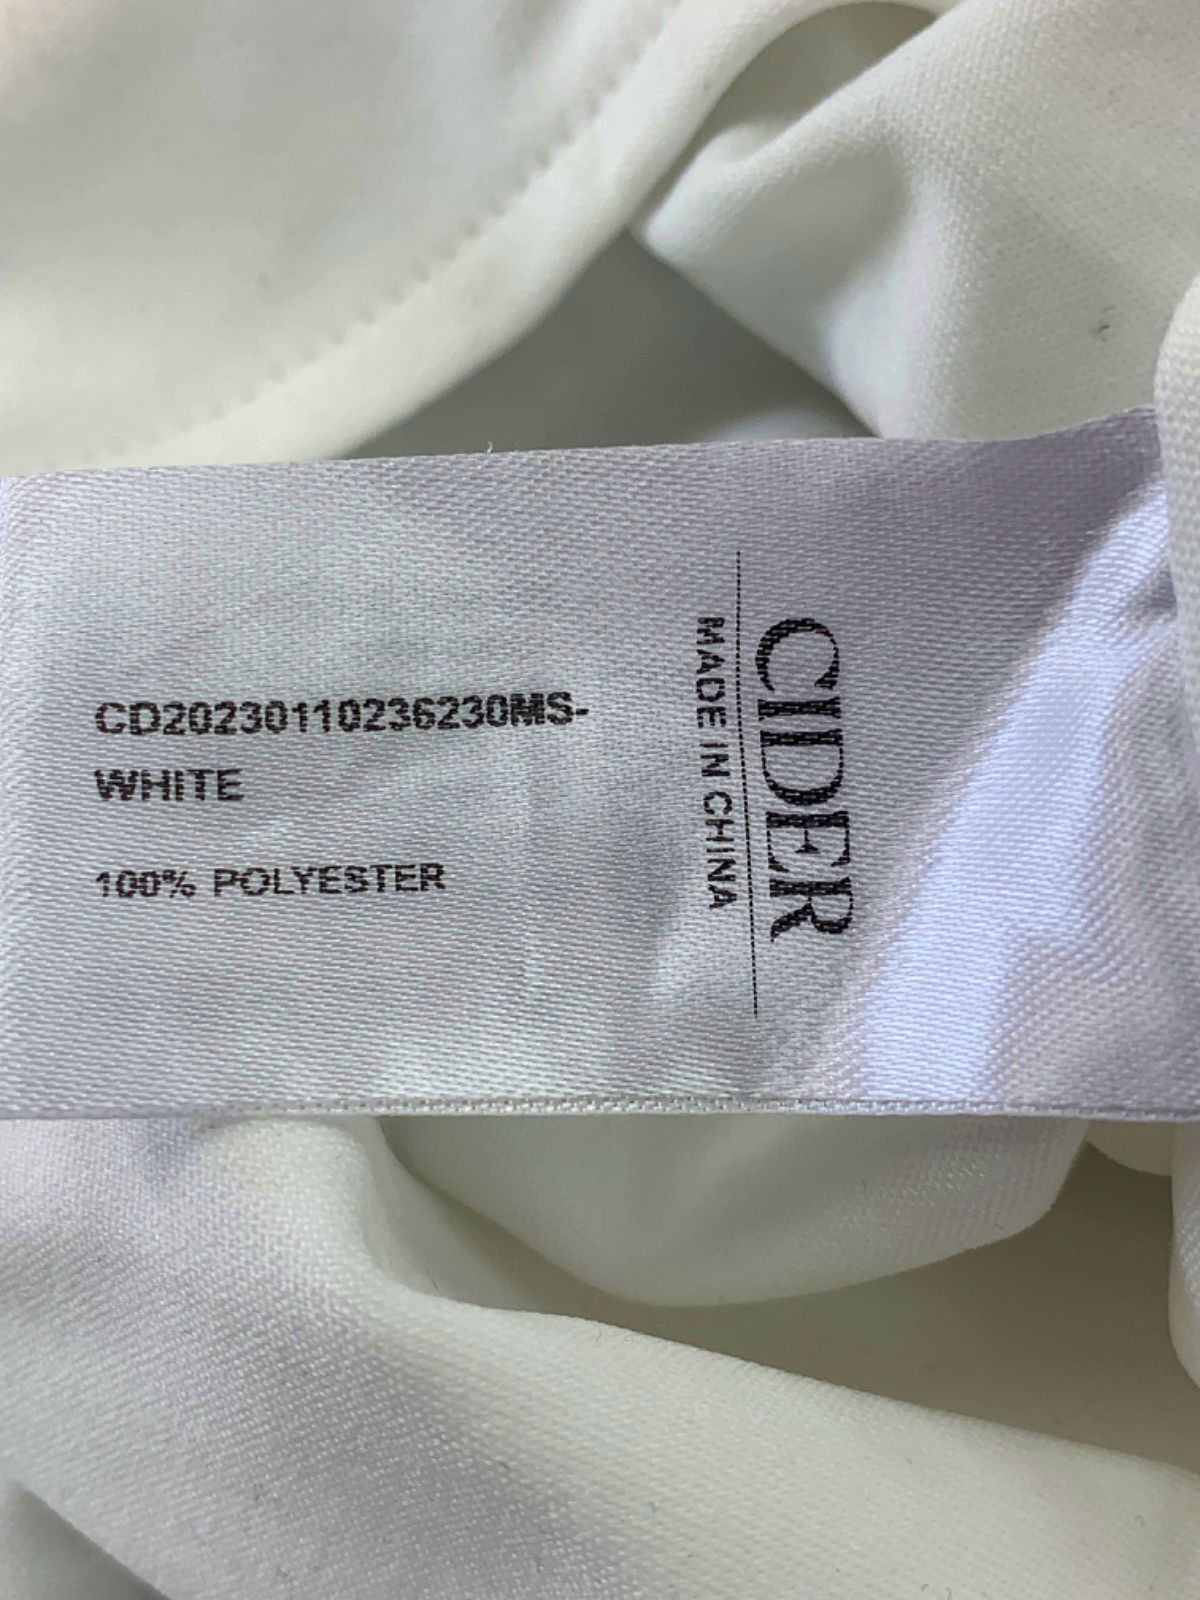 CD20230110236230MS-
WHITE
100% POLYESTER
CIDER
MADE IN CHINA